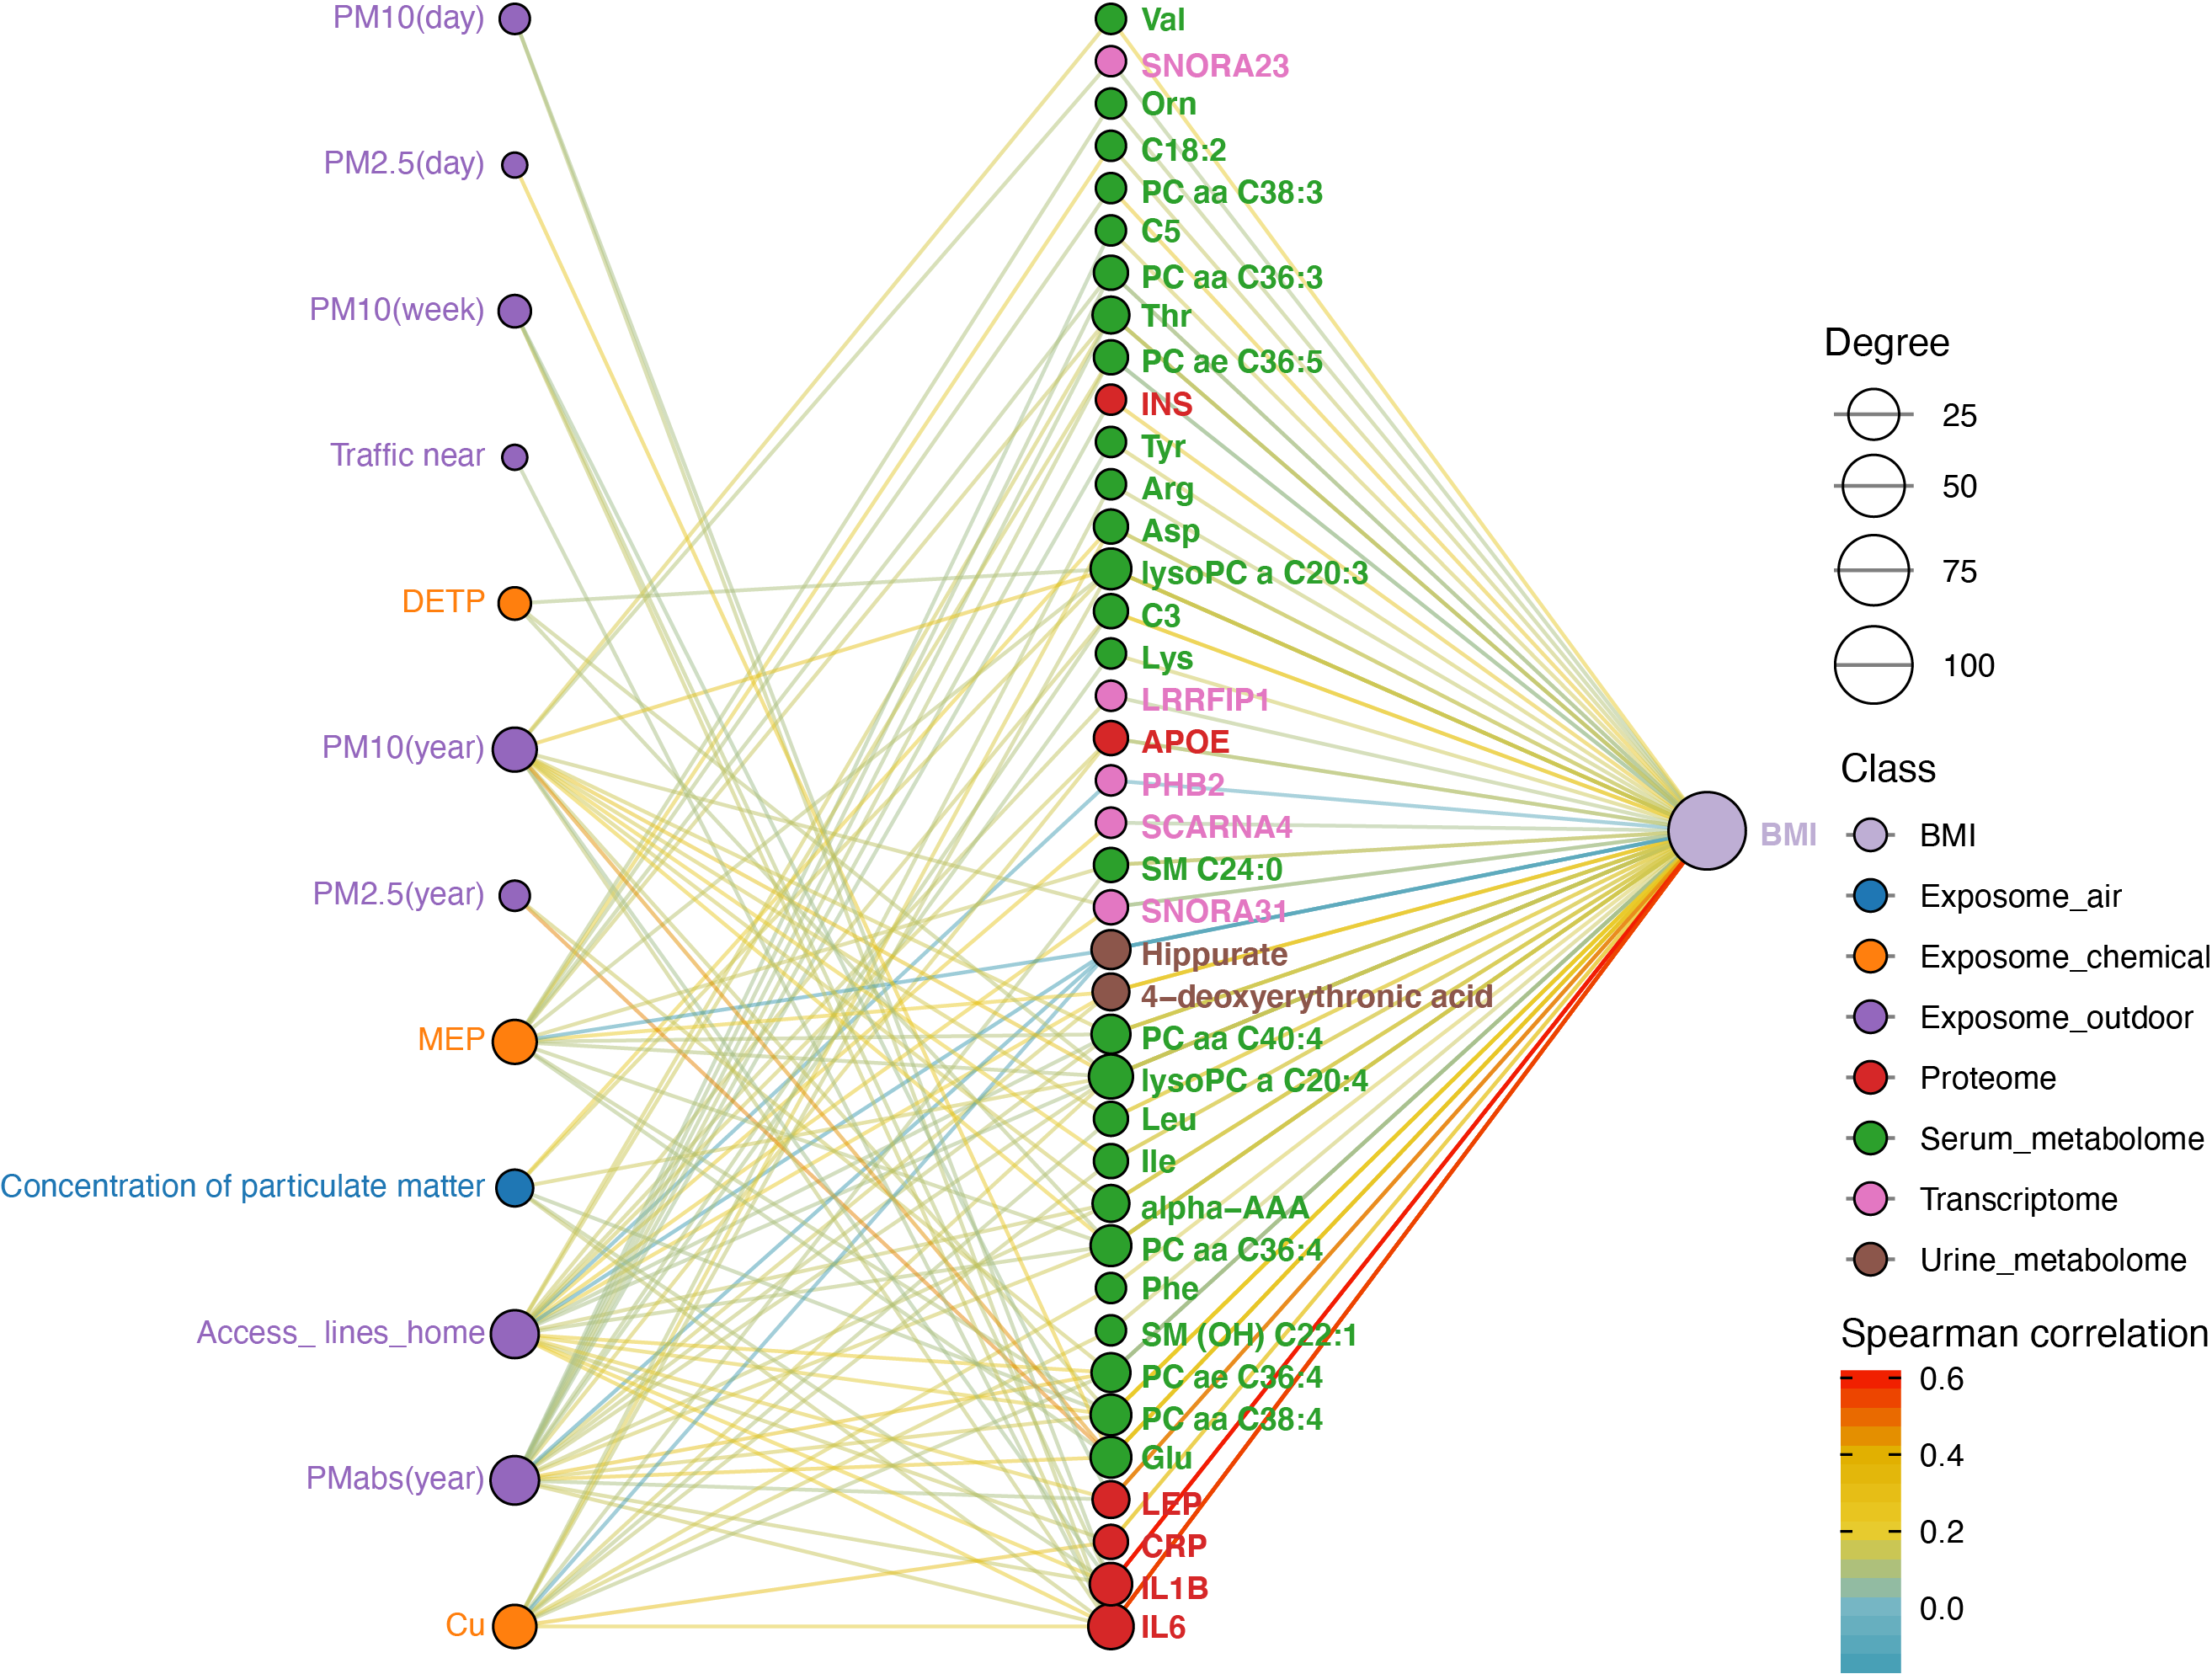 PM10(day)
PM2.5(day)
PM10(week)
Traffic near
DETP
PM10(year)
PM2.5(year)
MEP
Concentration of particulate matter
Access_ lines_home
PMabs(year)
Cu
Val
SNORA23
Orn
C18:2
PC aa C38:3
C5
PC aa C36:3
Thr
PC ae C36:5
INS
Tyr
Arg
Asp
lysoPC a C20:3
C3
Lys
LRRFIP1
APOE
PHB2
SCARNA4
SM C24:0
SNORA31
Hippurate
4−deoxyerythronic acid
PC aa C40:4
lysoPC a C20:4
Leu
Ile
alpha−AAA
PC aa C36:4
Phe
SM (OH) C22:1
PC ae C36:4
PC aa C38:4
Glu
LEP
CRP
IL1B
IL6
BMI
Degree
25
50
75
100
Class
BMI
Exposome_air
Exposome_chemical
Exposome_outdoor
Proteome
Serum_metabolome
Transcriptome
Urine_metabolome
Spearman correlation
0.6
0.4
0.2
0.0